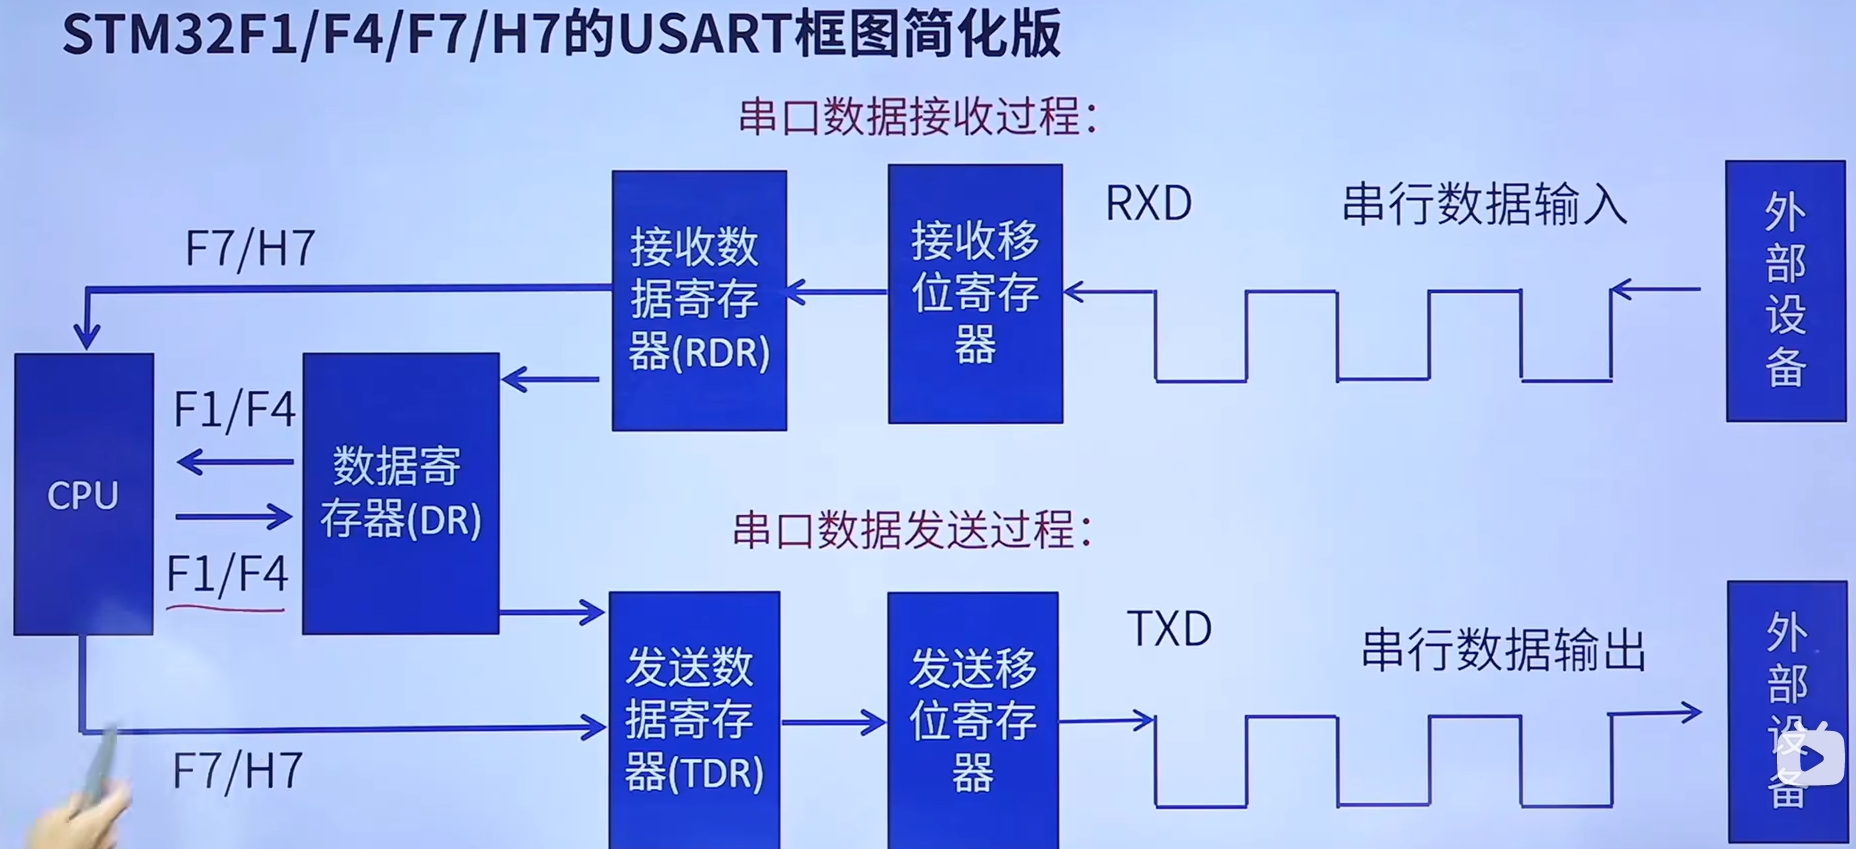 STM32F1/F4/F7/H7的USART框图简化版
串口数据接收过程：
F7/H7
接收数
据寄存
器(RDR)
接收移
位寄存
器
RXD
串行数据输入
外
部
设
备
CPU
F1/F4
F1/F4
数据寄
存器(DR)
串口数据发送过程：
F7/H7
发送数
据寄存
器(TDR)
发送移
位寄存
器
TXD
串行数据输出
外
部
设
备